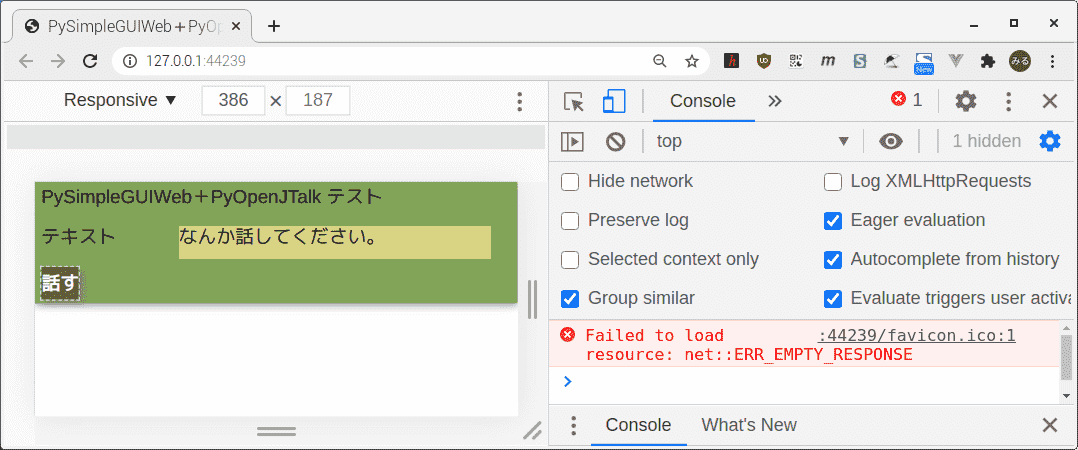 PySimpleGUIWeb＋PyOp
127.0.0.1:44239
New
みる
Responsive ▼ 386 × 187
Console
1
top
1 hidden
Hide network
Log XMLHttpRequests
Preserve log
Eager evaluation
Selected context only
Autocomplete from history
Group similar
Evaluate triggers user activa
PySimpleGUIWeb＋PyOpenJTalk テスト
テキスト なんか話してください。
話す
Failed to load :44239/favicon.ico:1
resource: net::ERR_EMPTY_RESPONSE
Console What's New